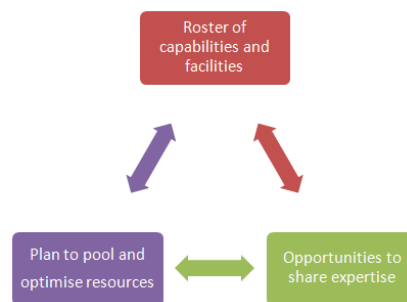 Roster of
capabilities and
facilities
Plan to pool and
optimise resources
Opportunities to
share expertise